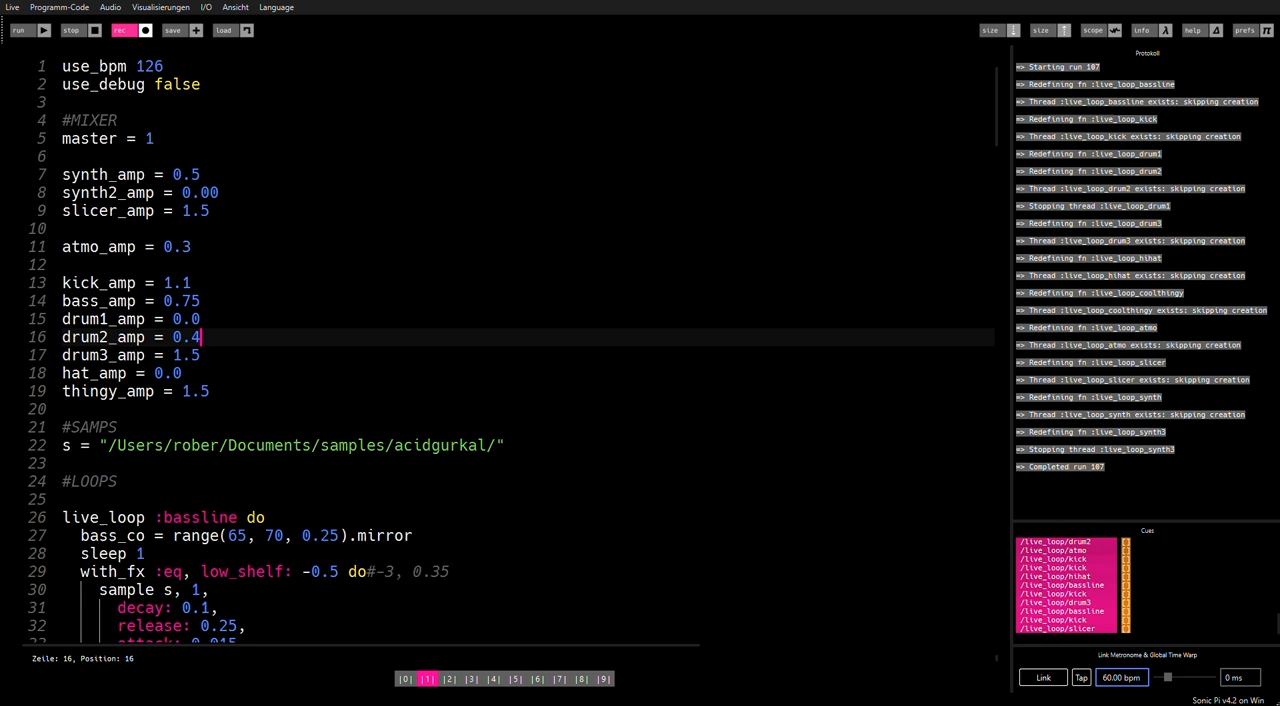 Live Programm-Code Audio Visualisierungen I/O Ansicht Language
run stop rec save load size size scope info help prefs
Protokoll
1 use_bpm 126
2 use_debug false
3
4 #MIXER
5 master = 1
6
7 synth_amp = 0.5
8 synth2_amp = 0.00
9 slicer_amp = 1.5
10
11 atmo_amp = 0.3
12
13 kick_amp = 1.1
14 bass_amp = 0.75
15 drum1_amp = 0.0
16 drum2_amp = 0.4
17 drum3_amp = 1.5
18 hat_amp = 0.0
19 thingy_amp = 1.5
20
21 #SAMPS
22 s = "/Users/rober/Documents/samples/acidgurkal/"
23
24 #LOOPS
25
26 live_loop :bassline do
27 bass_co = range(65, 70, 0.25).mirror
28 sleep 1
29 with_fx :eq, low_shelf: -0.5 do#-3, 0.35
30 sample s, 1,
31 decay: 0.1,
32 release: 0.25,
33 attack: 0.015
Zeile: 16, Position: 16
|0| |1| |2| |3| |4| |5| |6| |7| |8| |9|
=> Starting run 107
=> Redefining fn :live_loop_bassline
=> Thread :live_loop_bassline exists: skipping creation
=> Redefining fn :live_loop_kick
=> Thread :live_loop_kick exists: skipping creation
=> Redefining fn :live_loop_drum1
=> Redefining fn :live_loop_drum2
=> Thread :live_loop_drum2 exists: skipping creation
=> Stopping thread :live_loop_drum1
=> Redefining fn :live_loop_drum3
=> Thread :live_loop_drum3 exists: skipping creation
=> Redefining fn :live_loop_hihat
=> Thread :live_loop_hihat exists: skipping creation
=> Redefining fn :live_loop_coolthingy
=> Thread :live_loop_coolthingy exists: skipping creation
=> Redefining fn :live_loop_atmo
=> Thread :live_loop_atmo exists: skipping creation
=> Redefining fn :live_loop_slicer
=> Thread :live_loop_slicer exists: skipping creation
=> Redefining fn :live_loop_synth
=> Thread :live_loop_synth exists: skipping creation
=> Redefining fn :live_loop_synth3
=> Stopping thread :live_loop_synth3
=> Completed run 107
Cues
/live_loop/drum2
/live_loop/atmo
/live_loop/kick
/live_loop/kick
/live_loop/hihat
/live_loop/bassline
/live_loop/kick
/live_loop/drum3
/live_loop/bassline
/live_loop/kick
/live_loop/slicer
Link Metronome & Global Time Warp
Link Tap 60.00 bpm 0 ms
Sonic Pi v4.2 on Win